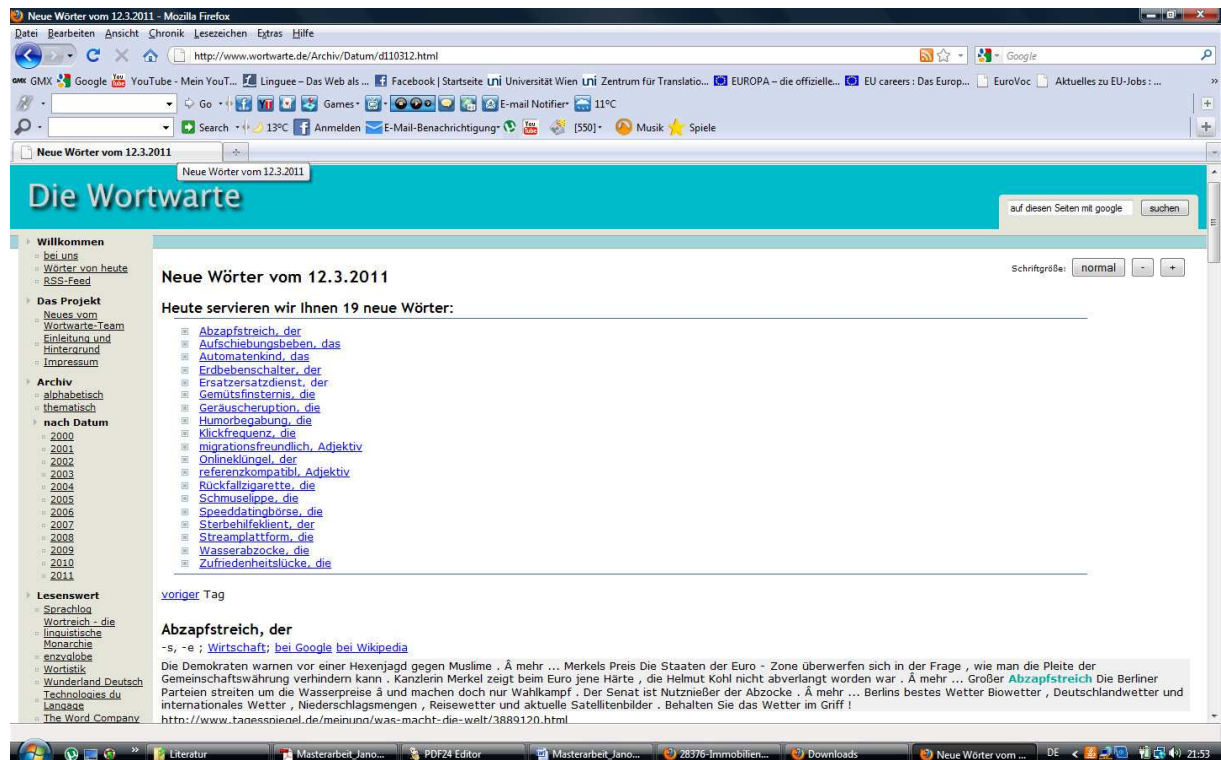 Neue Wörter vom 12.3.2011 - Mozilla Firefox
Datei Bearbeiten Ansicht Chronik Lesezeichen Extras Hilfe
http://www.wortwarte.de/Archiv/Datum/d110312.html
Google
GMX Google YouTube - Mein YouT... Linguee – Das Web als ... Facebook | Startseite Universität Wien Zentrum für Translatio... EUROPA – die offizielle... EU careers : Das Europ... EuroVoc Aktuelles zu EU-Jobs : ... »
Go Games E-mail Notifier 11°C
Search 13°C Anmelden E-Mail-Benachrichtigung [550] Musik Spiele
Neue Wörter vom 12.3.2011
Neue Wörter vom 12.3.2011
Die Wortwarte
auf diesen Seiten mit google suchen
Willkommen
bei uns
Wörter von heute
RSS-Feed
Das Projekt
Neues vom
Wortwarte-Team
Einleitung und
Hintergrund
Impressum
Archiv
alphabetisch
thematisch
nach Datum
2000
2001
2002
2003
2004
2005
2006
2007
2008
2009
2010
2011
Lesenswert
Sprachlog
Wortreich - die
linguistische
Monarchie
enzyglobe
Wortistik
Wunderland Deutsch
Technologies du
Langage
The Word Company
Schriftgröße: normal - +
Neue Wörter vom 12.3.2011
Heute servieren wir Ihnen 19 neue Wörter:
Abzapfstreich, der
Aufschiebungsbeben, das
Automatenkind, das
Erdbebenschalter, der
Ersatzersatzdienst, der
Gemütsfinsternis, die
Geräuscheruption, die
Humorbegabung, die
Klickfrequenz, die
migrationsfreundlich, Adjektiv
Onlineklüngel, der
referenzkompatibl, Adjektiv
Rückfallzigarette, die
Schmuselippe, die
Speeddatingbörse, die
Sterbehilfeklient, der
Streamplattform, die
Wasserabzocke, die
Zufriedenheitslücke, die
voriger Tag
Abzapfstreich, der
-s, -e ; Wirtschaft; bei Google bei Wikipedia
Die Demokraten warnen vor einer Hexenjagd gegen Muslime . Â mehr ... Merkels Preis Die Staaten der Euro - Zone überwerfen sich in der Frage , wie man die Pleite der
Gemeinschaftswährung verhindern kann . Kanzlerin Merkel zeigt beim Euro jene Härte , die Helmut Kohl nicht abverlangt worden war . Â mehr ... Großer Abzapfstreich Die Berliner
Parteien streiten um die Wasserpreise â und machen doch nur Wahlkampf . Der Senat ist Nutznießer der Abzocke . Â mehr ... Berlins bestes Wetter Biowetter , Deutschlandwetter und
internationales Wetter , Niederschlagsmengen , Reisewetter und aktuelle Satellitenbilder . Behalten Sie das Wetter im Griff !
http://www.tagesspiegel.de/meinung/was-macht-die-welt/3889120.html
» Literatur Masterarbeit_Jano... PDF24 Editor Masterarbeit_Jano... 28376-Immobilien... Downloads Neue Wörter vom ... DE < 21:53